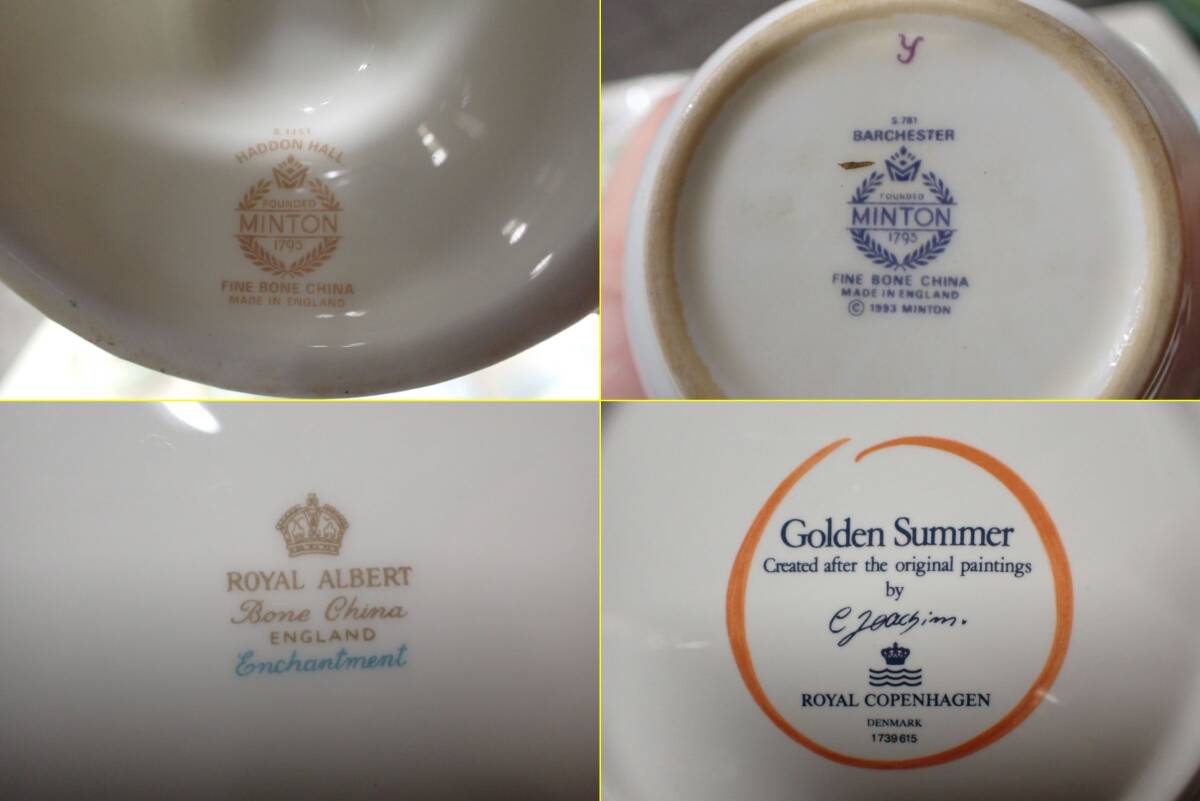 S.1451
HADDON HALL
FOUNDED
MINTON
1793
FINE BONE CHINA
MADE IN ENGLAND
y
S.781
BARCHESTER
FOUNDED
MINTON
1793
FINE BONE CHINA
MADE IN ENGLAND
© 1993 MINTON
ROYAL ALBERT
Bone China
ENGLAND
Enchantment
Golden Summer
Created after the original paintings
by
C Joachim.
ROYAL COPENHAGEN
DENMARK
1739615